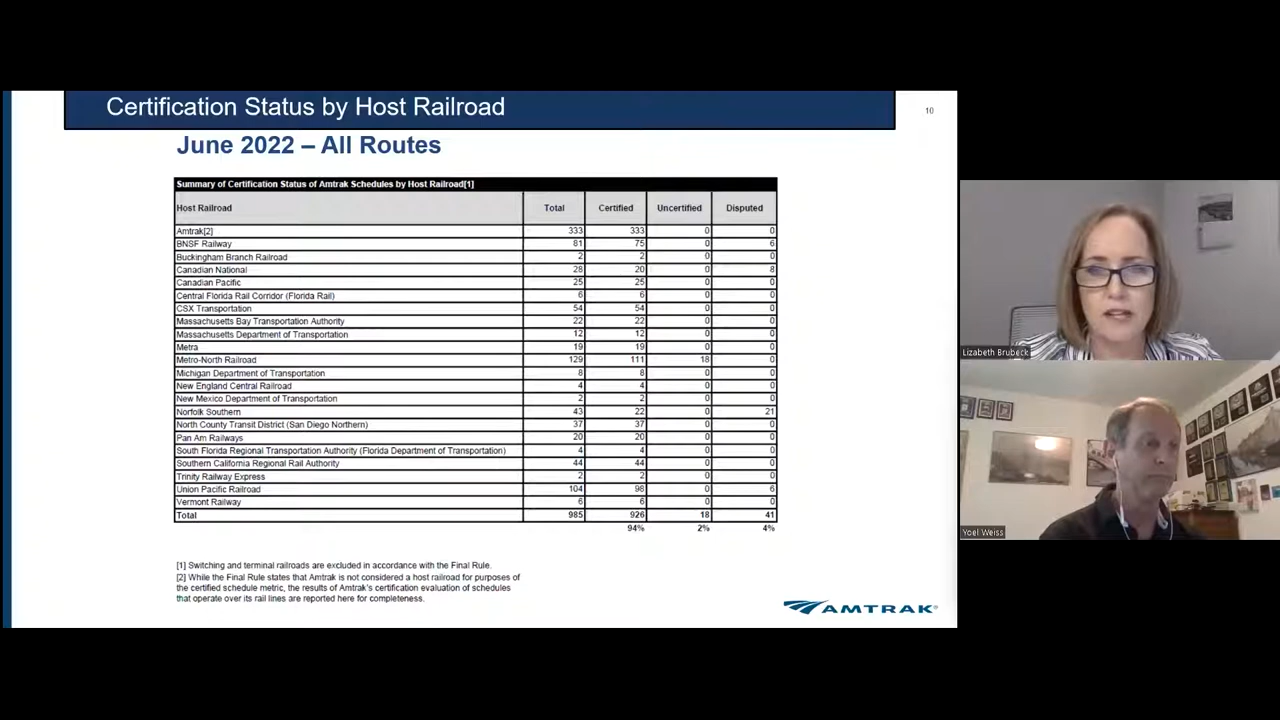 Certification Status by Host Railroad
10
June 2022 – All Routes
Summary of Certification Status of Amtrak Schedules by Host Railroad[1]
Host Railroad Total Certified Uncertified Disputed
Amtrak[2] 333 333 0 0
BNSF Railway 81 75 0 6
Buckingham Branch Railroad 2 2 0 0
Canadian National 28 20 0 8
Canadian Pacific 25 25 0 0
Central Florida Rail Corridor (Florida Rail) 6 6 0 0
CSX Transportation 54 54 0 0
Massachusetts Bay Transportation Authority 22 22 0 0
Massachusetts Department of Transportation 12 12 0 0
Metra 19 19 0 0
Metro-North Railroad 129 111 18 0
Michigan Department of Transportation 8 8 0 0
New England Central Railroad 4 4 0 0
New Mexico Department of Transportation 2 2 0 0
Norfolk Southern 43 22 0 21
North County Transit District (San Diego Northern) 37 37 0 0
Pan Am Railways 20 20 0 0
South Florida Regional Transportation Authority (Florida Department of Transportation) 4 4 0 0
Southern California Regional Rail Authority 44 44 0 0
Trinity Railway Express 2 2 0 0
Union Pacific Railroad 104 98 0 6
Vermont Railway 6 6 0 0
Total 985 926 18 41
94% 2% 4%
[1] Switching and terminal railroads are excluded in accordance with the Final Rule.
[2] While the Final Rule states that Amtrak is not considered a host railroad for purposes of
the certified schedule metric, the results of Amtrak's certification evaluation of schedules
that operate over its rail lines are reported here for completeness.
AMTRAK
Lizabeth Brubeck
Yoel Weiss